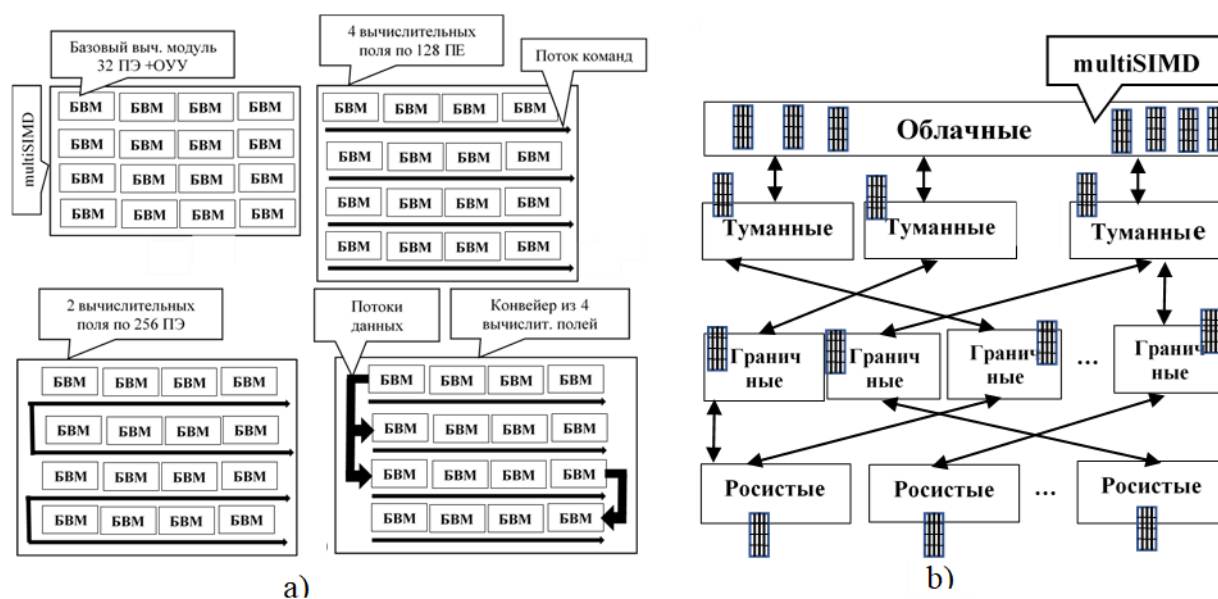 Базовый выч. модуль
32 ПЭ +ОУУ
multiSIMD
БВМ БВМ БВМ БВМ
БВМ БВМ БВМ БВМ
БВМ БВМ БВМ БВМ
БВМ БВМ БВМ БВМ
4 вычислительных
поля по 128 ПЕ
Поток команд
БВМ БВМ БВМ БВМ
БВМ БВМ БВМ БВМ
БВМ БВМ БВМ БВМ
БВМ БВМ БВМ БВМ
2 вычислительных
поля по 256 ПЭ
БВМ БВМ БВМ БВМ
БВМ БВМ БВМ БВМ
БВМ БВМ БВМ БВМ
БВМ БВМ БВМ БВМ
Потоки
данных
Конвейер из 4
вычислит. полей
БВМ БВМ БВМ БВМ
БВМ БВМ БВМ БВМ
БВМ БВМ БВМ БВМ
БВМ БВМ БВМ БВМ
a)
multiSIMD
Облачные
Туманные Туманные Туманные
Гранич
ные
Гранич
ные
Гранич
ные
...
Гранич
ные
Росистые Росистые ... Росистые
b)